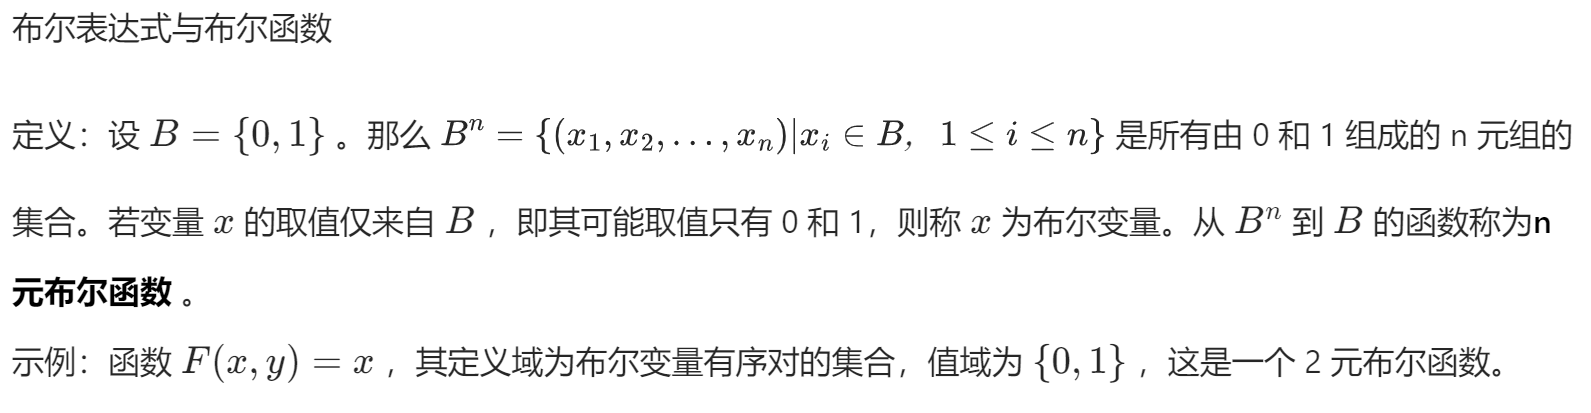 布尔表达式与布尔函数
定义：设 B = {0, 1} 。那么 Bⁿ = {(x₁, x₂, . . . , xₙ)|xᵢ ∈ B，1 ≤ i ≤ n} 是所有由 0 和 1 组成的 n 元组的
集合。若变量 x 的取值仅来自 B ，即其可能取值只有 0 和 1，则称 x 为布尔变量。从 Bⁿ 到 B 的函数称为n
元布尔函数 。
示例：函数 F(x, y) = x ，其定义域为布尔变量有序对的集合，值域为 {0, 1} ，这是一个 2 元布尔函数。